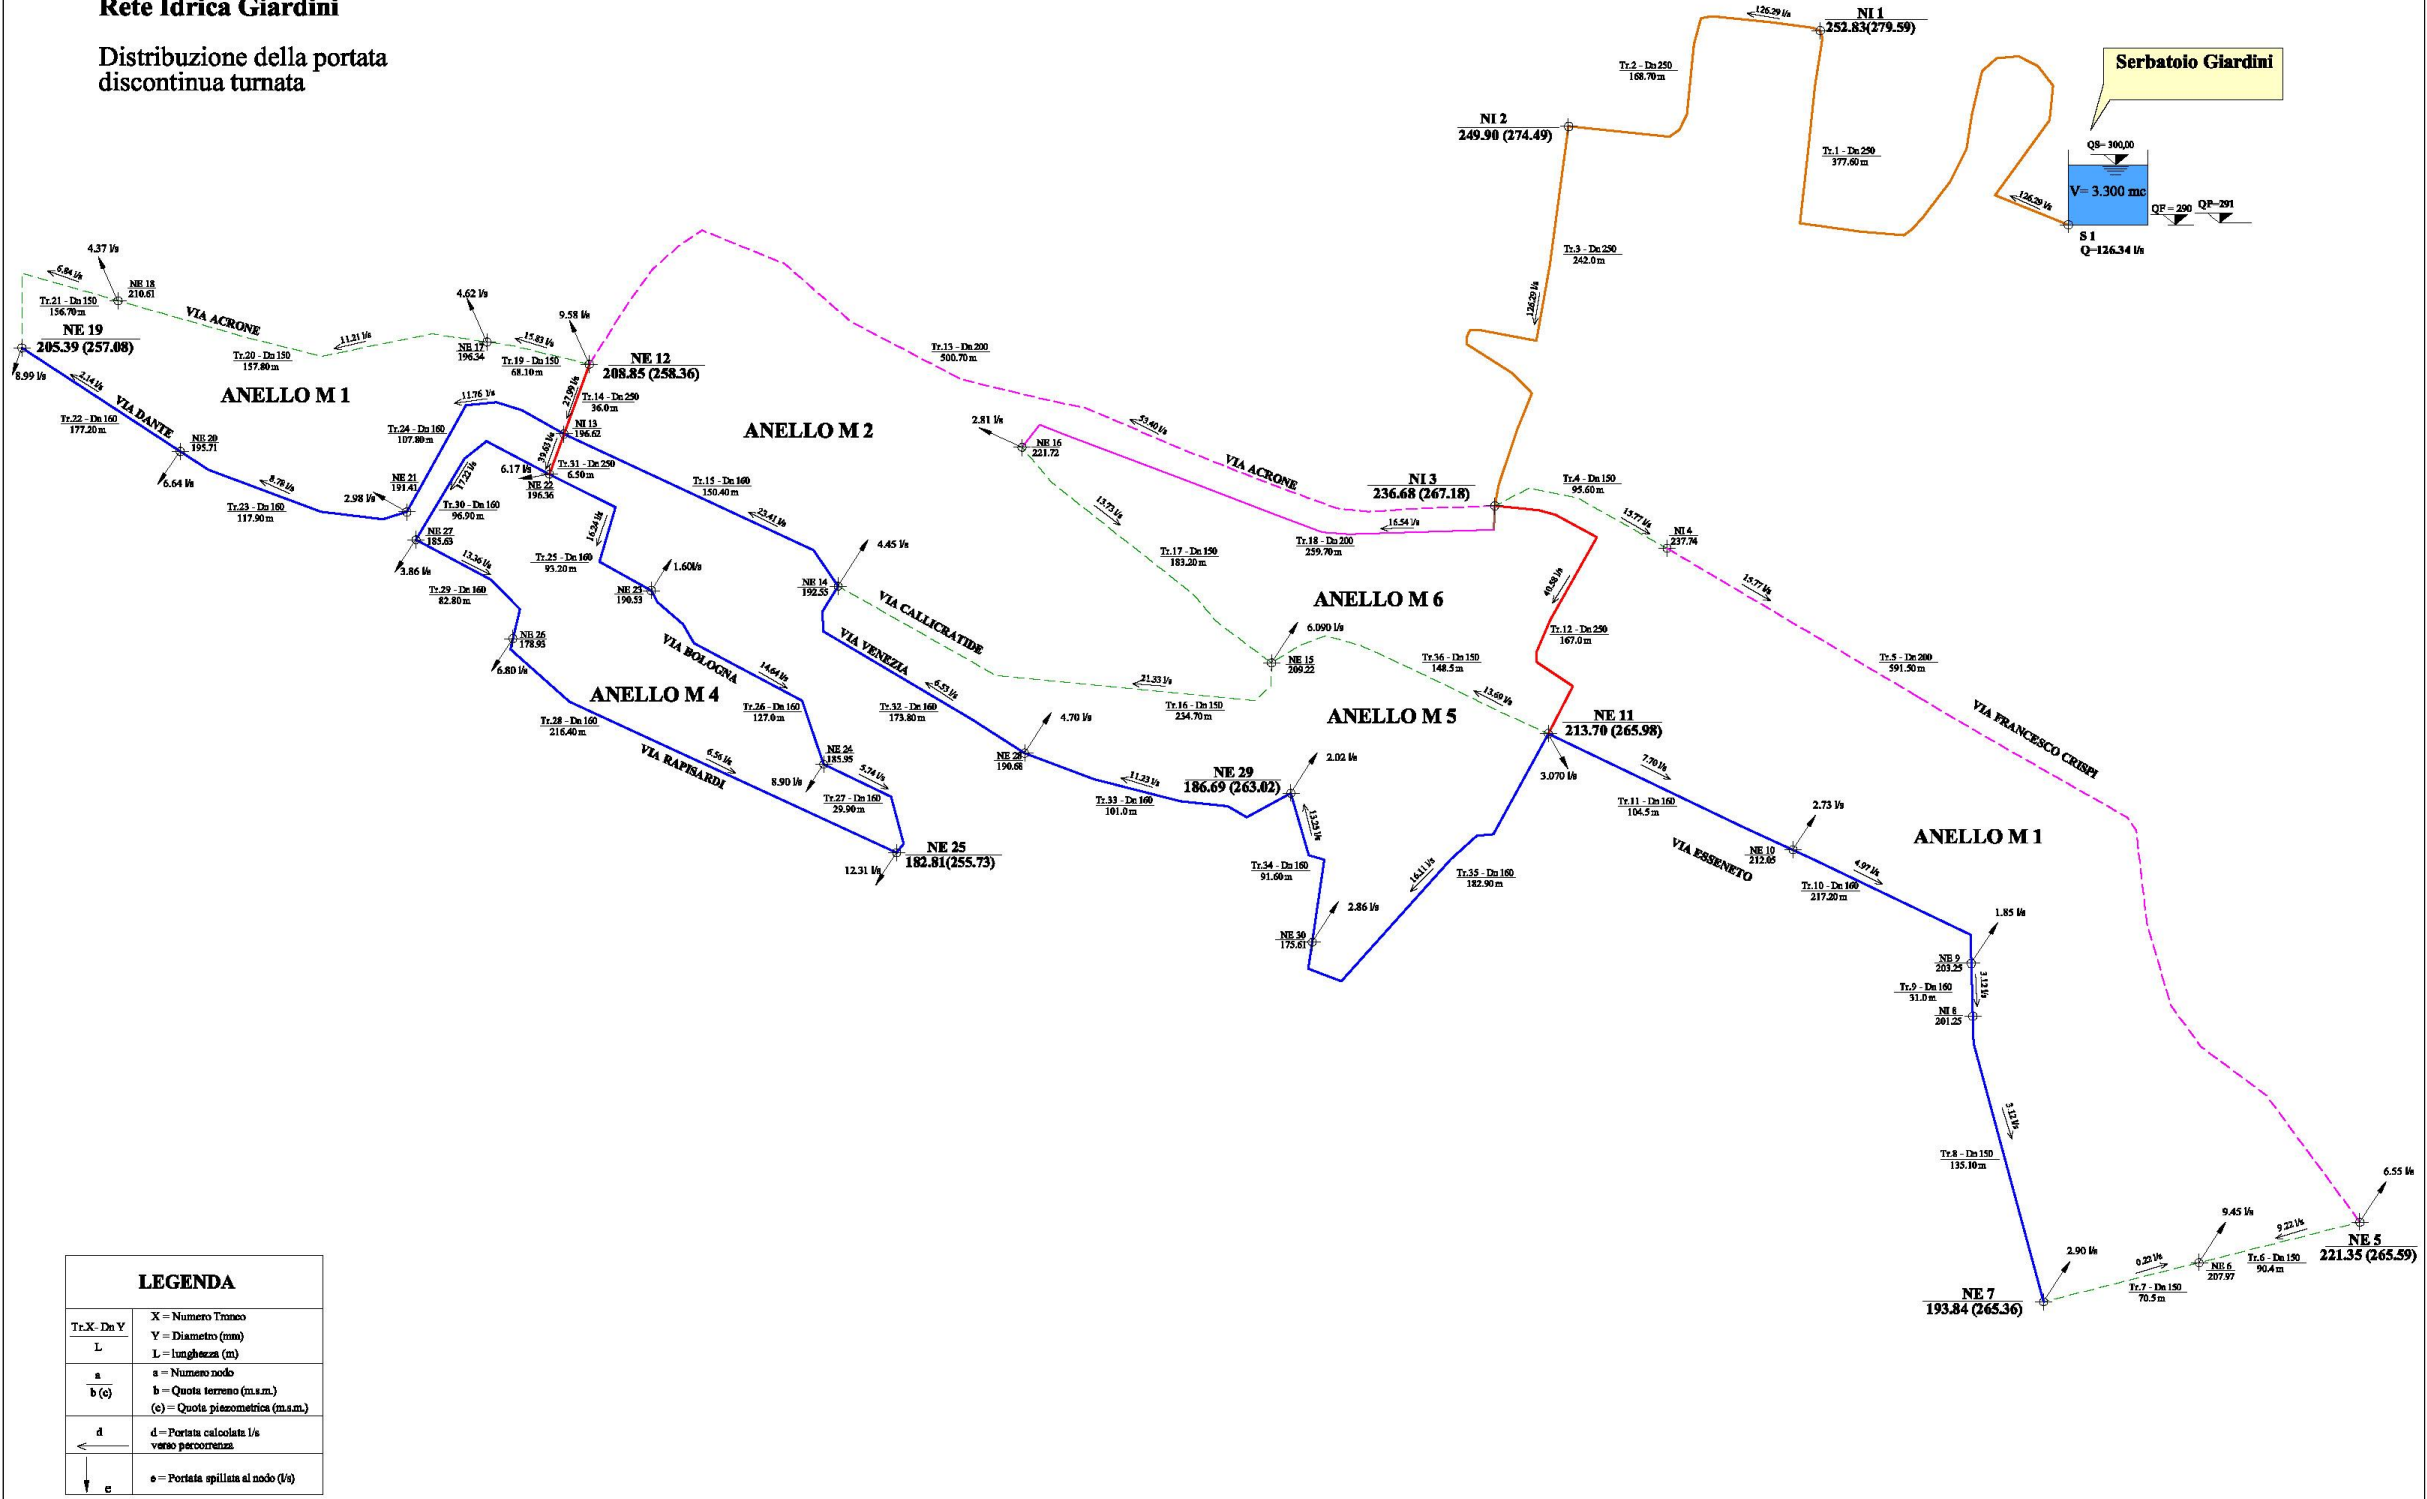 Rete Idrica Giardini
Distribuzione della portata
discontinua turnata
126.29 l/s
NI 1
252.83(279.59)
Tr.2 - Dn 250
168.70 m
Serbatoio Giardini
NI 2
249.90 (274.49)
Tr.1 - Dn 250
377.60 m
QS= 300,00
V= 3.300 mc
QF = 290
QP=291
126.29 l/s
S 1
Q=126.34 l/s
Tr.3 - Dn 250
242.0 m
126.29 l/s
4.37 l/s
6.84 l/s
NE 18
210.61
Tr.21 - Dn 150
156.70 m
VIA ACRONE
NE 19
205.39 (257.08)
8.99 l/s
11.21 l/s
Tr.20 - Dn 150
157.80 m
4.62 l/s
NE 17
196.34
15.83 l/s
Tr.19 - Dn 150
68.10 m
9.58 l/s
NE 12
208.85 (258.36)
27.99 l/s
Tr.14 - Dn 250
36.0 m
Tr.13 - Dn 200
500.70 m
2.14 l/s
ANELLO M 1
11.76 l/s
VIA DANTE
Tr.22 - Dn 160
177.20 m
Tr.24 - Dn 160
107.80 m
NI 13
196.62
ANELLO M 2
53.40 l/s
2.81 l/s
NE 16
221.72
VIA ACRONE
NE 20
195.71
6.64 l/s
39.63 l/s
6.17 l/s
Tr.31 - Dn 250
6.50 m
NE 22
196.36
17.22 l/s
NE 21
191.41
2.98 l/s
8.78 l/s
Tr.23 - Dn 160
117.90 m
Tr.30 - Dn 160
96.90 m
Tr.15 - Dn 160
150.40 m
23.41 l/s
NI 3
236.68 (267.18)
Tr.4 - Dn 150
95.60 m
15.77 l/s
NI 4
237.74
16.54 l/s
Tr.18 - Dn 200
259.70 m
13.73 l/s
Tr.17 - Dn 150
183.20 m
NE 27
185.63
3.86 l/s
13.36 l/s
Tr.29 - Dn 160
82.80 m
16.24 l/s
Tr.25 - Dn 160
93.20 m
1.60l/s
NE 23
190.53
4.45 l/s
NE 14
192.55
VIA CALLICRATIDE
ANELLO M 6
40.58 l/s
15.77 l/s
Tr.12 - Dn 250
167.0 m
6.090 l/s
NE 15
209.22
Tr.36 - Dn 150
148.5 m
Tr.5 - Dn 200
591.50 m
NE 26
178.93
6.80 l/s
VIA BOLOGNA
14.64 l/s
VIA VENEZIA
6.53 l/s
21.33 l/s
Tr.16 - Dn 150
234.70 m
13.69 l/s
ANELLO M 4
Tr.26 - Dn 160
127.0 m
Tr.32 - Dn 160
173.80 m
Tr.28 - Dn 160
216.40 m
4.70 l/s
ANELLO M 5
NE 11
213.70 (265.98)
VIA FRANCESCO CRISPI
6.56 l/s
VIA RAPISARDI
NE 24
185.95
8.90 l/s
5.74 l/s
Tr.27 - Dn 160
29.90 m
NE 28
190.68
11.23 l/s
Tr.33 - Dn 160
101.0 m
NE 29
186.69 (263.02)
2.02 l/s
3.070 l/s
7.70 l/s
Tr.11 - Dn 160
104.5 m
2.73 l/s
NE 10
212.05
ANELLO M 1
VIA ESSENETO
13.25 l/s
NE 25
182.81(255.73)
12.31 l/s
Tr.34 - Dn 160
91.60 m
16.11 l/s
Tr.35 - Dn 160
182.90 m
4.97 l/s
Tr.10 - Dn 160
217.20 m
2.86 l/s
NE 30
175.61
1.85 l/s
NE 9
203.25
3.12 l/s
Tr.9 - Dn 160
31.0 m
NI 8
201.25
3.12 l/s
Tr.8 - Dn 150
135.10 m
6.55 l/s
9.45 l/s
9.22 l/s
NE 5
221.35 (265.59)
2.90 l/s
0.22 l/s
NE 6
207.97
Tr.6 - Dn 150
90.4 m
Tr.7 - Dn 150
70.5 m
NE 7
193.84 (265.36)
LEGENDA
Tr.X- Dn Y
L
X = Numero Tronco
Y = Diametro (mm)
L = lunghezza (m)
a
b (c)
a = Numero nodo
b = Quota terreno (m.s.m.)
(c) = Quota piezometrica (m.s.m.)
d
d = Portata calcolata l/s
verso percorrenza
e
e = Portata spillata al nodo (l/s)